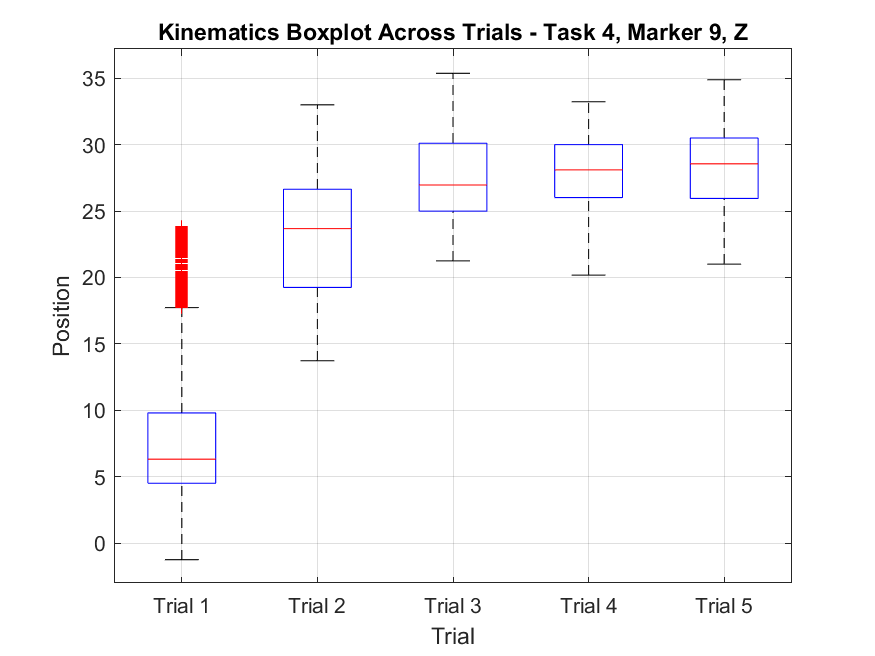 Kinematics Boxplot Across Trials - Task 4, Marker 9, Z
35
30
25
20
15
10
5
0
Position
Trial 1 Trial 2 Trial 3 Trial 4 Trial 5
Trial